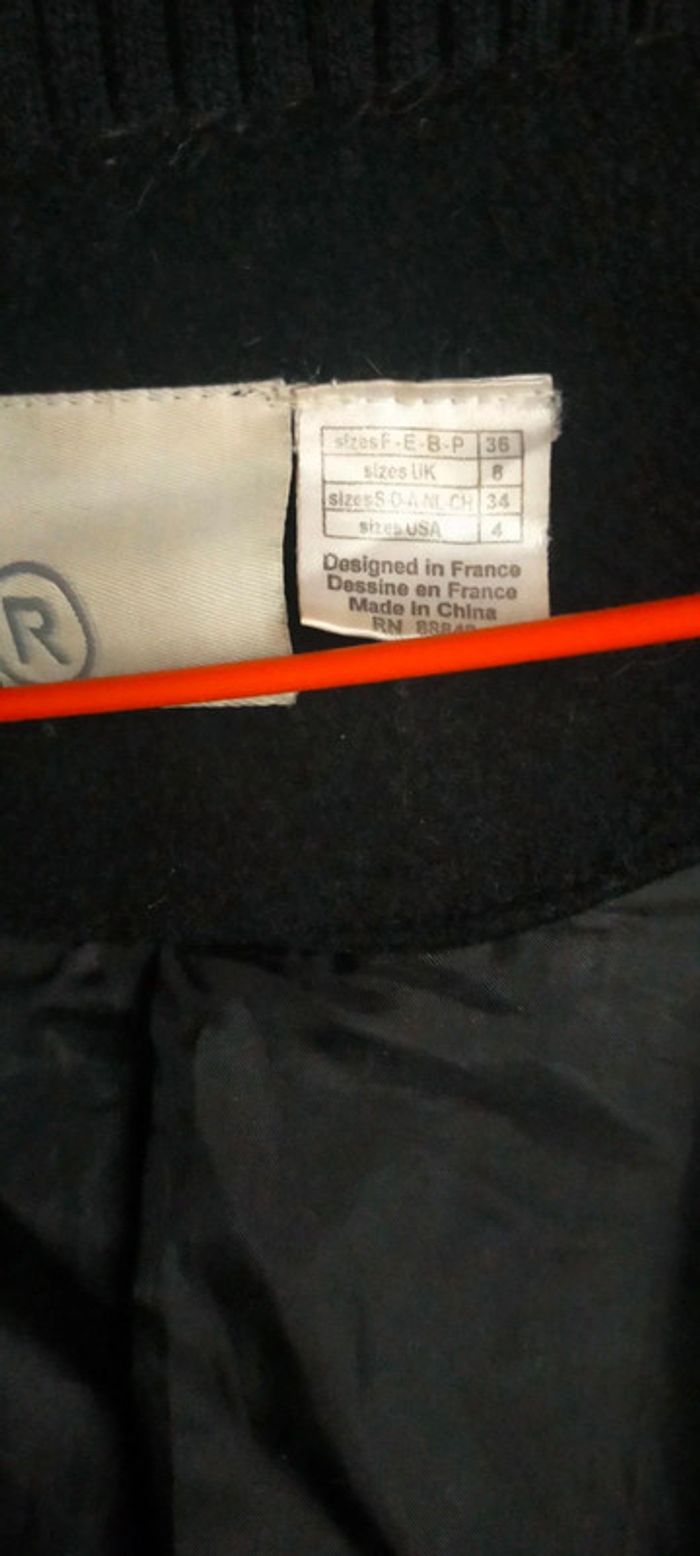 R
sizes F-E-B-P 36
sizes UK 8
sizes S-D-A-NL-CH 34
sizes USA 4
Designed in France
Dessine en France
Made in China
RN